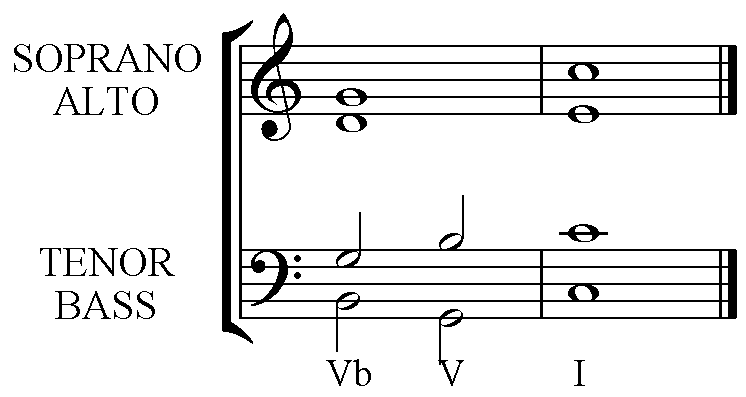 SOPRANO
ALTO
TENOR
BASS
Vb V I